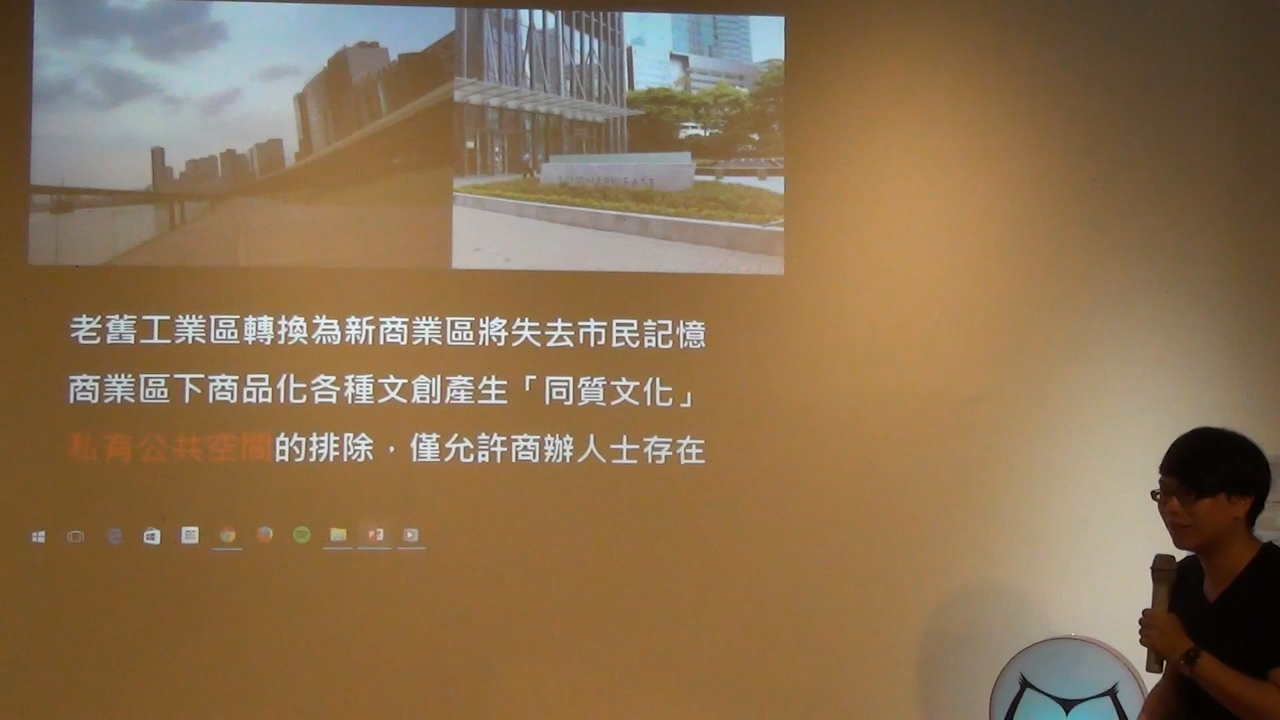 LANDMARK EAST
老舊工業區轉換為新商業區將失去市民記憶
商業區下商品化各種文創產生「同質文化」
私有公共空間的排除，僅允許商辦人士存在